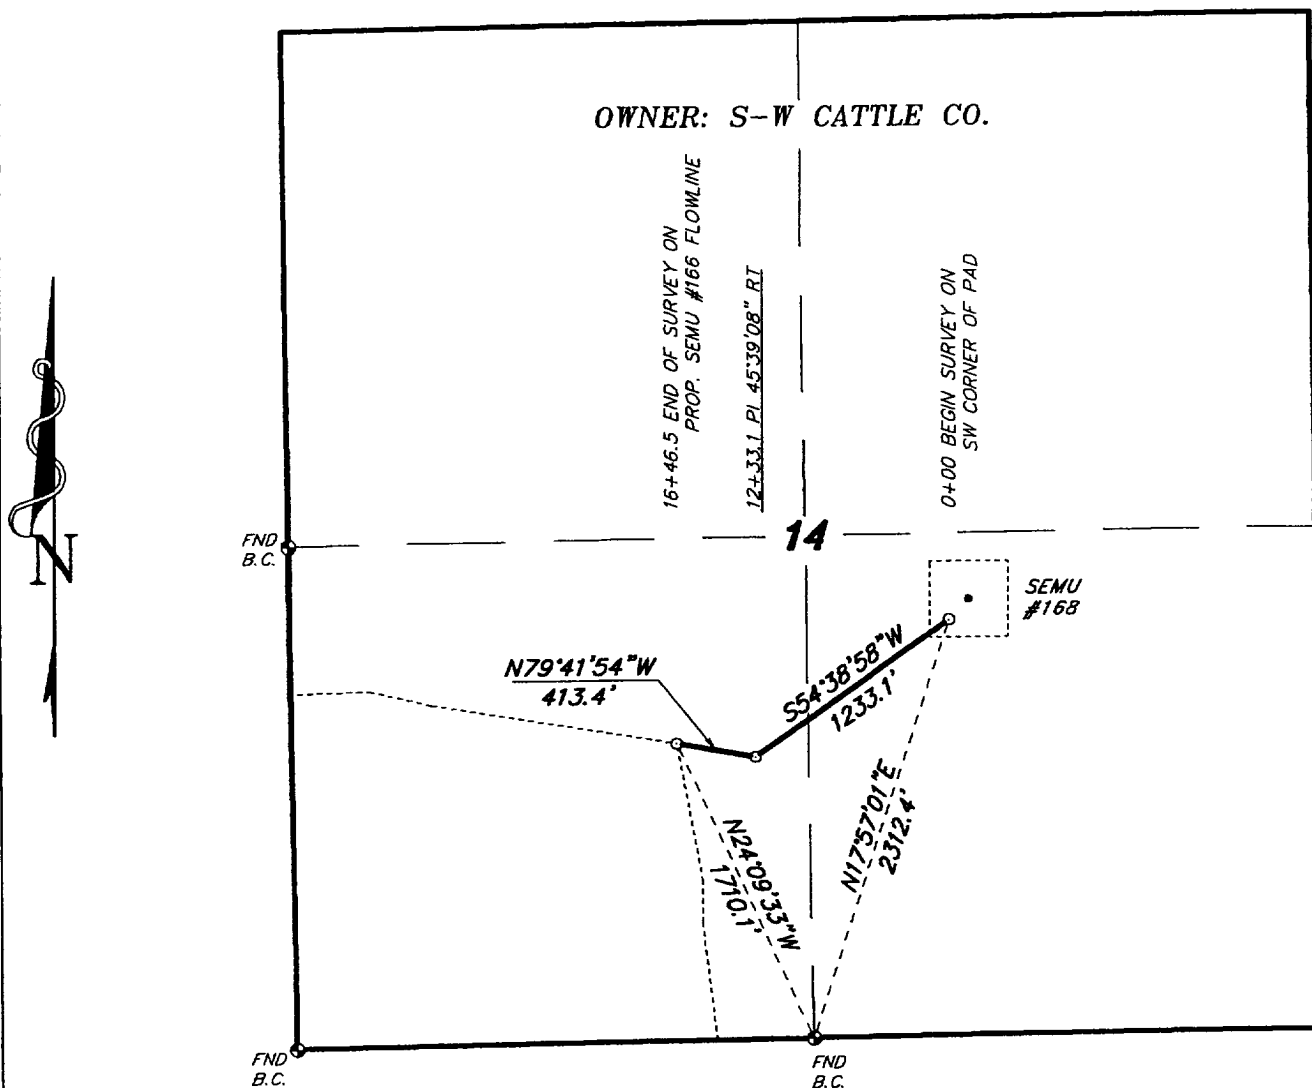 OWNER: S-W CATTLE CO.
16+46.5 END OF SURVEY ON
PROP. SEMU #166 FLOWLINE
12+33.1 PI 45°39'08" RT
0+00 BEGIN SURVEY ON
SW CORNER OF PAD
N
FND
B.C.
14
SEMU
#168
N79°41'54"W
413.4'
S54°38'58"W
1233.1'
N24°09'33"W
1710.1'
N17°57'01"E
2312.4'
FND
B.C.
FND
B.C.